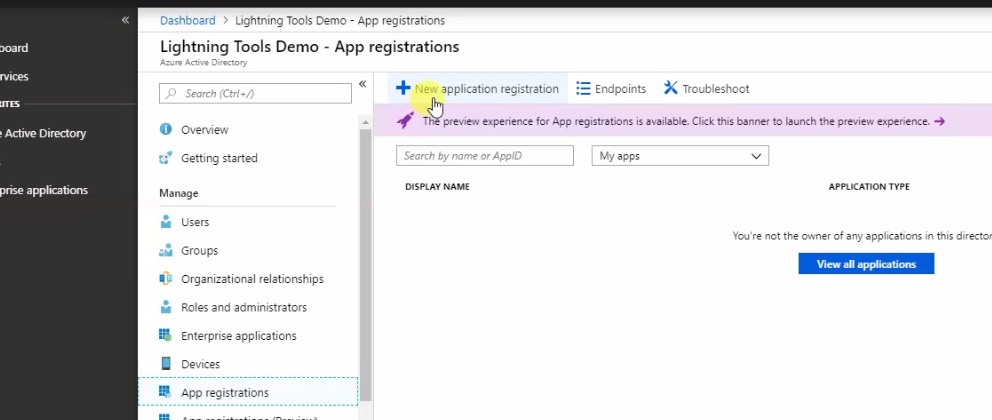 Dashboard > Lightning Tools Demo - App registrations
Lightning Tools Demo - App registrations
Azure Active Directory
board
rvices
RITES
e Active Directory
prise applications
Search (Ctrl+/)
Overview
Getting started
Manage
Users
Groups
Organizational relationships
Roles and administrators
Enterprise applications
Devices
App registrations
App registrations (Preview)
New application registration
Endpoints
Troubleshoot
The preview experience for App registrations is available. Click this banner to launch the preview experience. →
Search by name or AppID
My apps
DISPLAY NAME
APPLICATION TYPE
You're not the owner of any applications in this director
View all applications